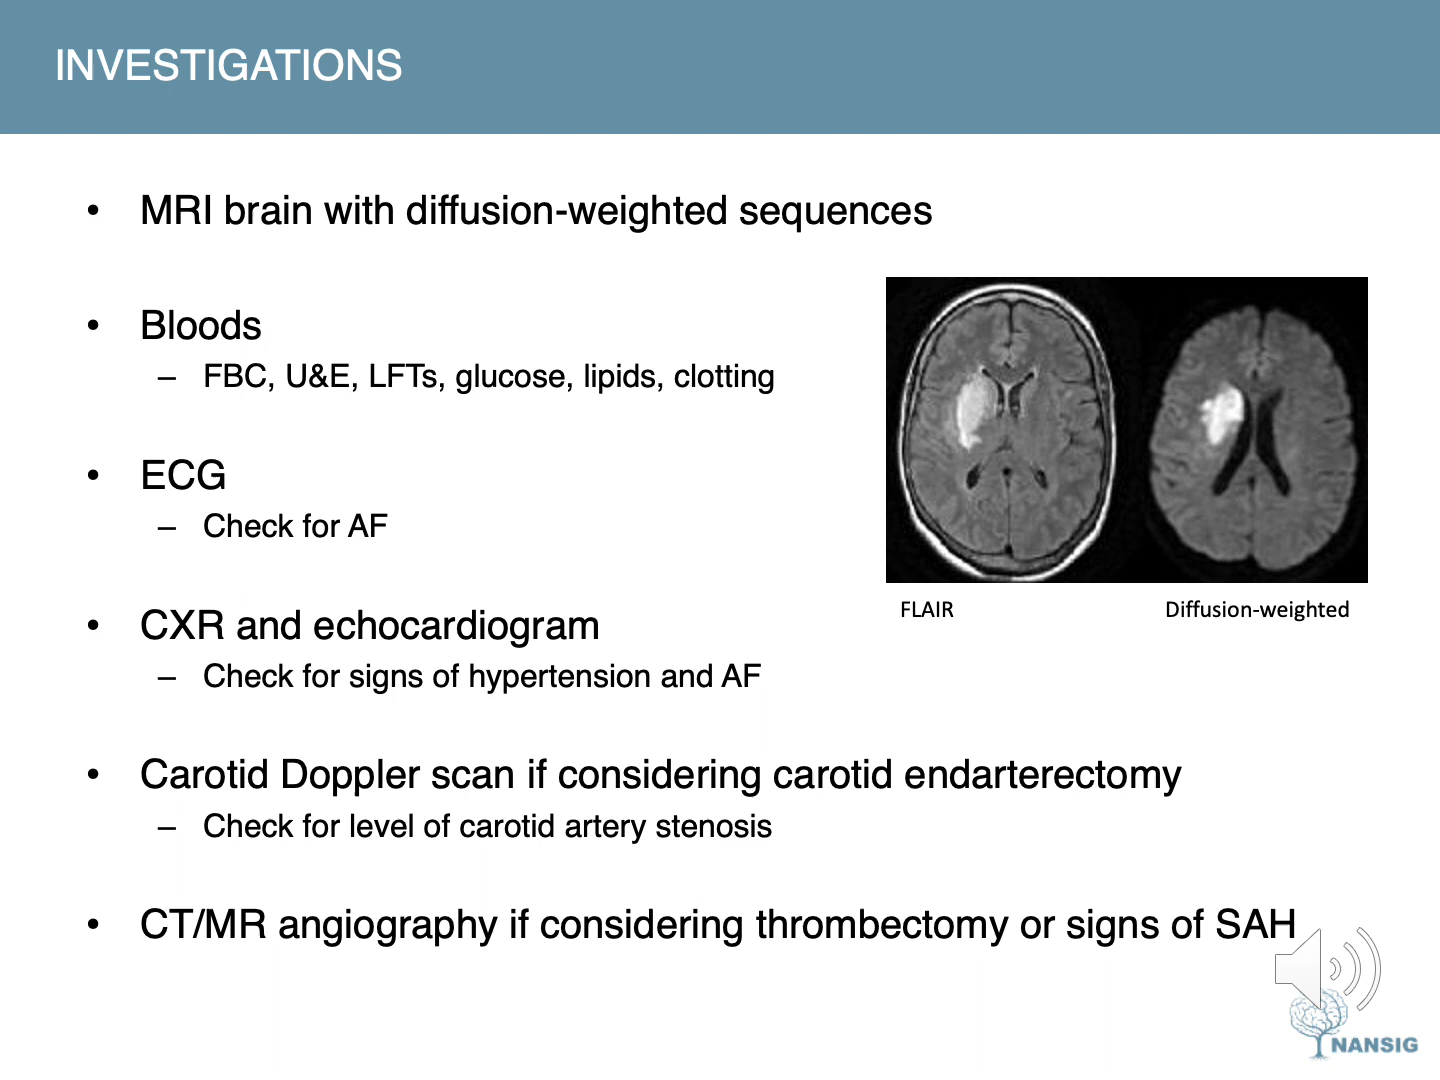 INVESTIGATIONS
• MRI brain with diffusion-weighted sequences
• Bloods
– FBC, U&E, LFTs, glucose, lipids, clotting
• ECG
– Check for AF
FLAIR
Diffusion-weighted
• CXR and echocardiogram
– Check for signs of hypertension and AF
• Carotid Doppler scan if considering carotid endarterectomy
– Check for level of carotid artery stenosis
• CT/MR angiography if considering thrombectomy or signs of SAH
NANSIG